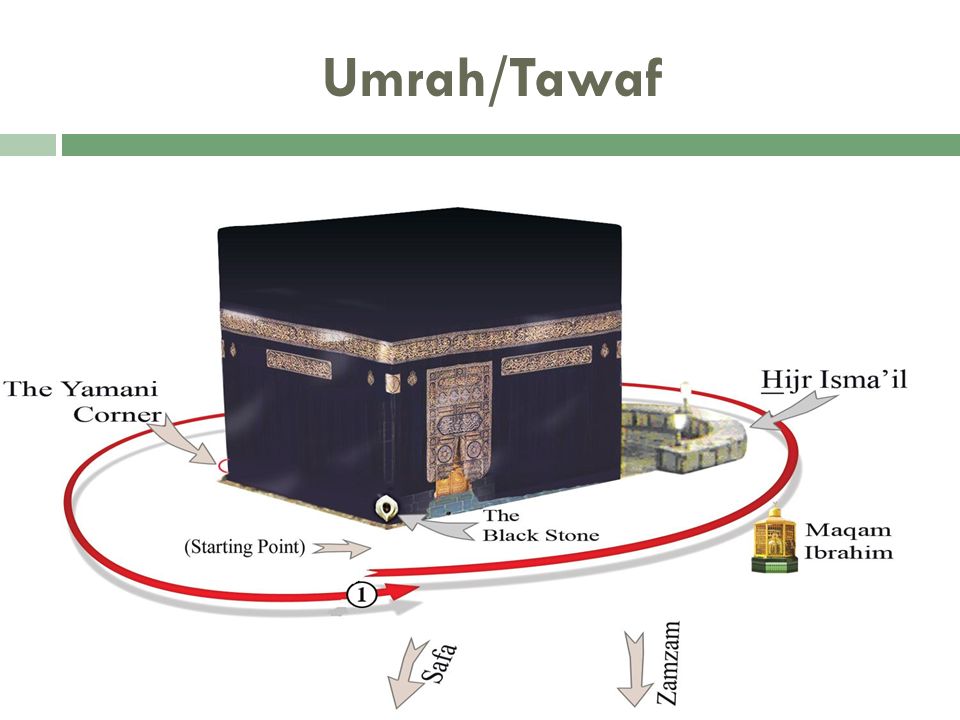 Umrah/Tawaf
Hijr Isma’il
The Yamani
Corner
The
Black Stone
(Starting Point)
Maqam
Ibrahim
1
Safa
Zamzam